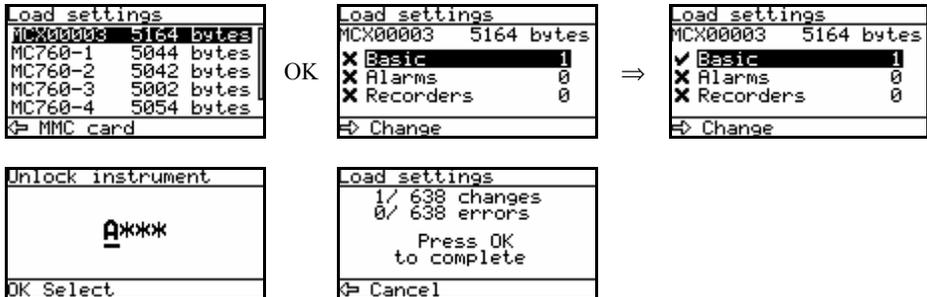 Load settings
MCX00003 5164 bytes
MC760-1 5044 bytes
MC760-2 5042 bytes
MC760-3 5002 bytes
MC760-4 5054 bytes
⇦ MMC card
OK
Load settings
MCX00003 5164 bytes
✗ Basic 1
✗ Alarms 0
✗ Recorders 0
⇨ Change
⇒
Load settings
MCX00003 5164 bytes
✓ Basic 1
✗ Alarms 0
✗ Recorders 0
⇨ Change
Unlock instrument
A***
OK Select
Load settings
1/ 638 changes
0/ 638 errors
Press OK
to complete
⇦ Cancel